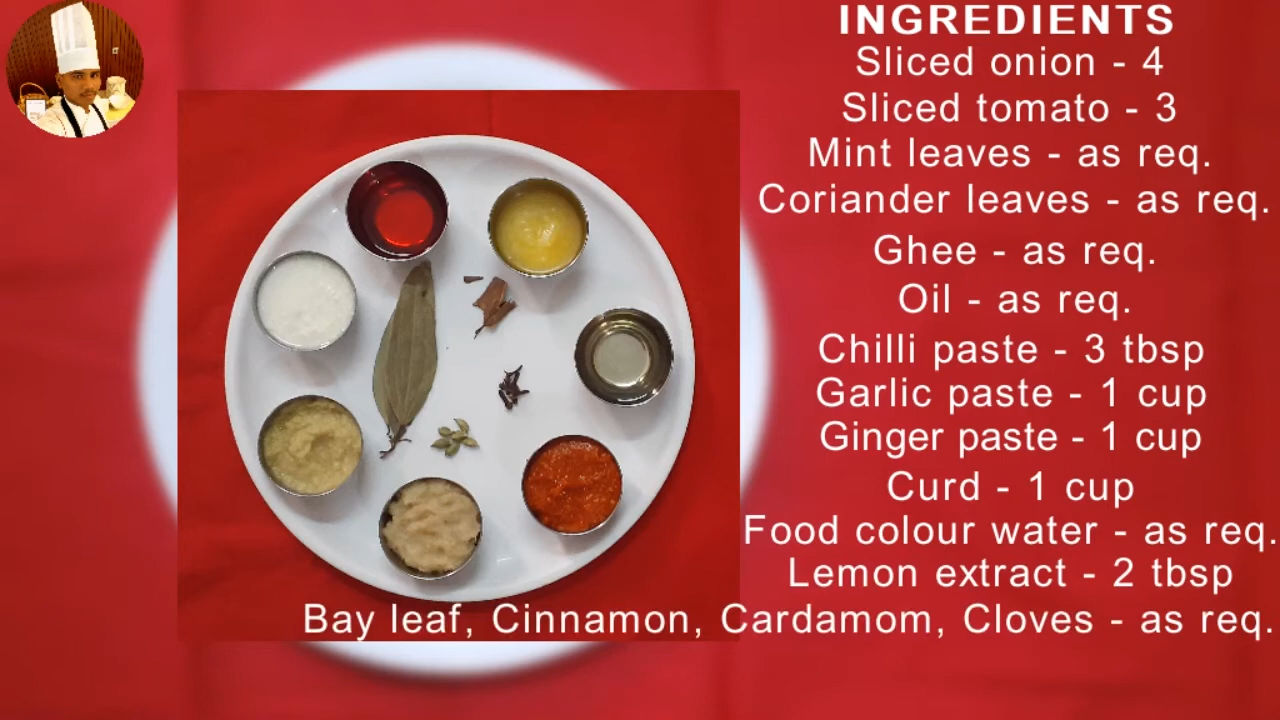 INGREDIENTS
Sliced onion - 4
Sliced tomato - 3
Mint leaves - as req.
Coriander leaves - as req.
Ghee - as req.
Oil - as req.
Chilli paste - 3 tbsp
Garlic paste - 1 cup
Ginger paste - 1 cup
Curd - 1 cup
Food colour water - as req.
Lemon extract - 2 tbsp
Bay leaf, Cinnamon, Cardamom, Cloves - as req.